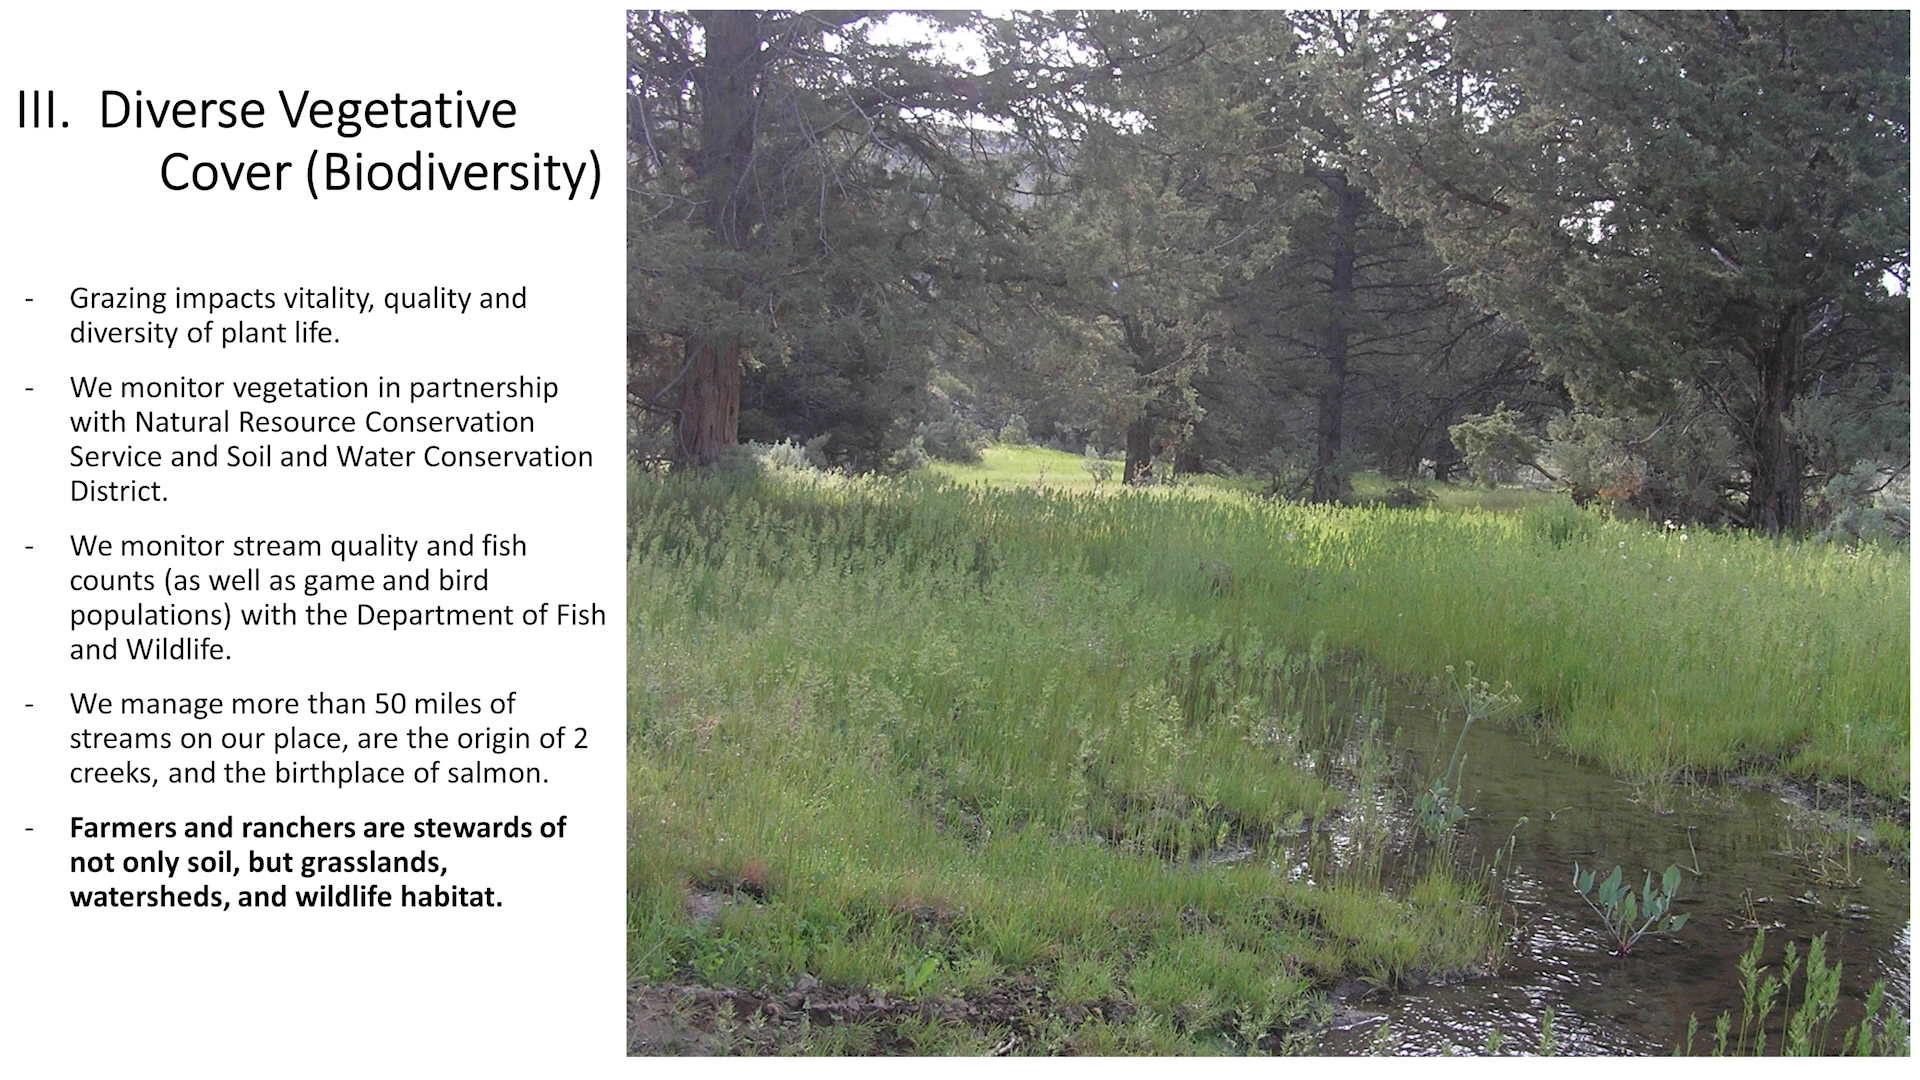 III. Diverse Vegetative
Cover (Biodiversity)
- Grazing impacts vitality, quality and
diversity of plant life.
- We monitor vegetation in partnership
with Natural Resource Conservation
Service and Soil and Water Conservation
District.
- We monitor stream quality and fish
counts (as well as game and bird
populations) with the Department of Fish
and Wildlife.
- We manage more than 50 miles of
streams on our place, are the origin of 2
creeks, and the birthplace of salmon.
- Farmers and ranchers are stewards of
not only soil, but grasslands,
watersheds, and wildlife habitat.